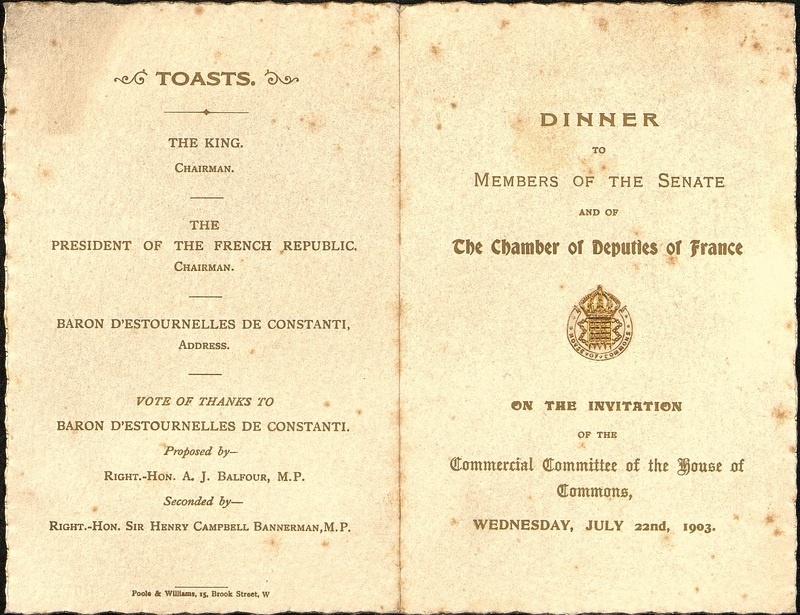 TOASTS.
THE KING.
CHAIRMAN.
THE
PRESIDENT OF THE FRENCH REPUBLIC.
CHAIRMAN.
BARON D'ESTOURNELLES DE CONSTANTI,
ADDRESS.
VOTE OF THANKS TO
BARON D'ESTOURNELLES DE CONSTANTI.
Proposed by—
RIGHT.-HON. A. J. BALFOUR, M.P.
Seconded by—
RIGHT.-HON. SIR HENRY CAMPBELL BANNERMAN, M.P.
Poole & Williams, 15, Brook Street, W
DINNER
TO
MEMBERS OF THE SENATE
AND OF
The Chamber of Deputies of France
HOUSE·OF·COMMONS
ON THE INVITATION
OF THE
Commercial Committee of the House of
Commons,
WEDNESDAY, JULY 22nd, 1903.